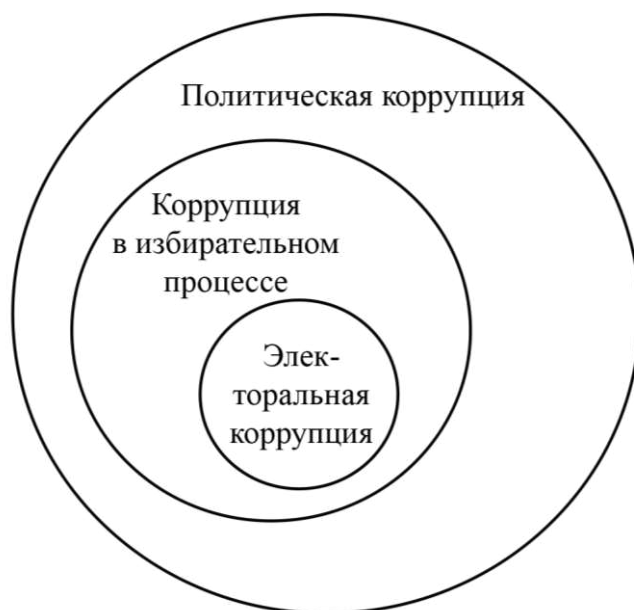 Политическая коррупция
Коррупция
в избирательном
процессе
Элек-
торальная
коррупция